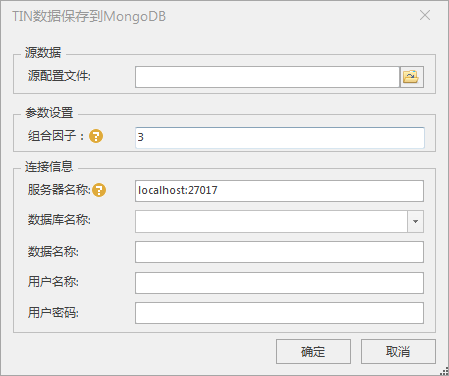 TIN数据保存到MongoDB
源数据
源配置文件:
参数设置
组合因子： ?
3
连接信息
服务器名称: ?
localhost:27017
数据库名称:
数据名称:
用户名称:
用户密码:
确定 取消